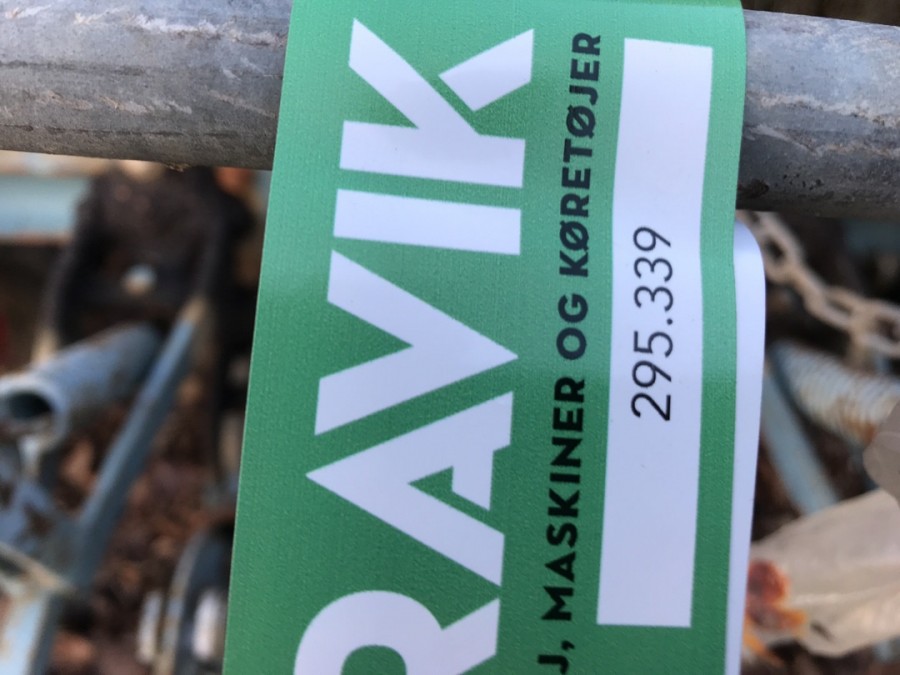 RAVIK
J, MASKINER OG KØRETØJER
295.339